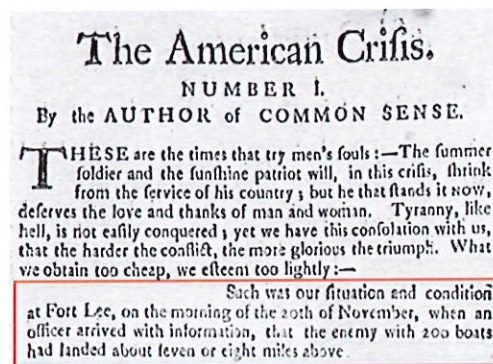 The American Criſis.
NUMBER I.
By the AUTHOR of COMMON SENSE.
THESE are the times that try men's ſouls :—The ſummer
ſoldier and the ſunſhine patriot will, in this criſis, ſhrink
from the ſervice of his country ; but he that ſtands it NOW,
deſerves the love and thanks of man and woman. Tyranny, like
hell, is not eaſily conquered ; yet we have this conſolation with us,
that the harder the conflict, the more glorious the triumph. What
we obtain too cheap, we eſteem too lightly :—
Such was our ſituation and condition
at Fort Lee, on the morning of the 20th of November, when an
officer arrived with information, that the enemy with 200 boats
had landed about ſeven or eight miles above